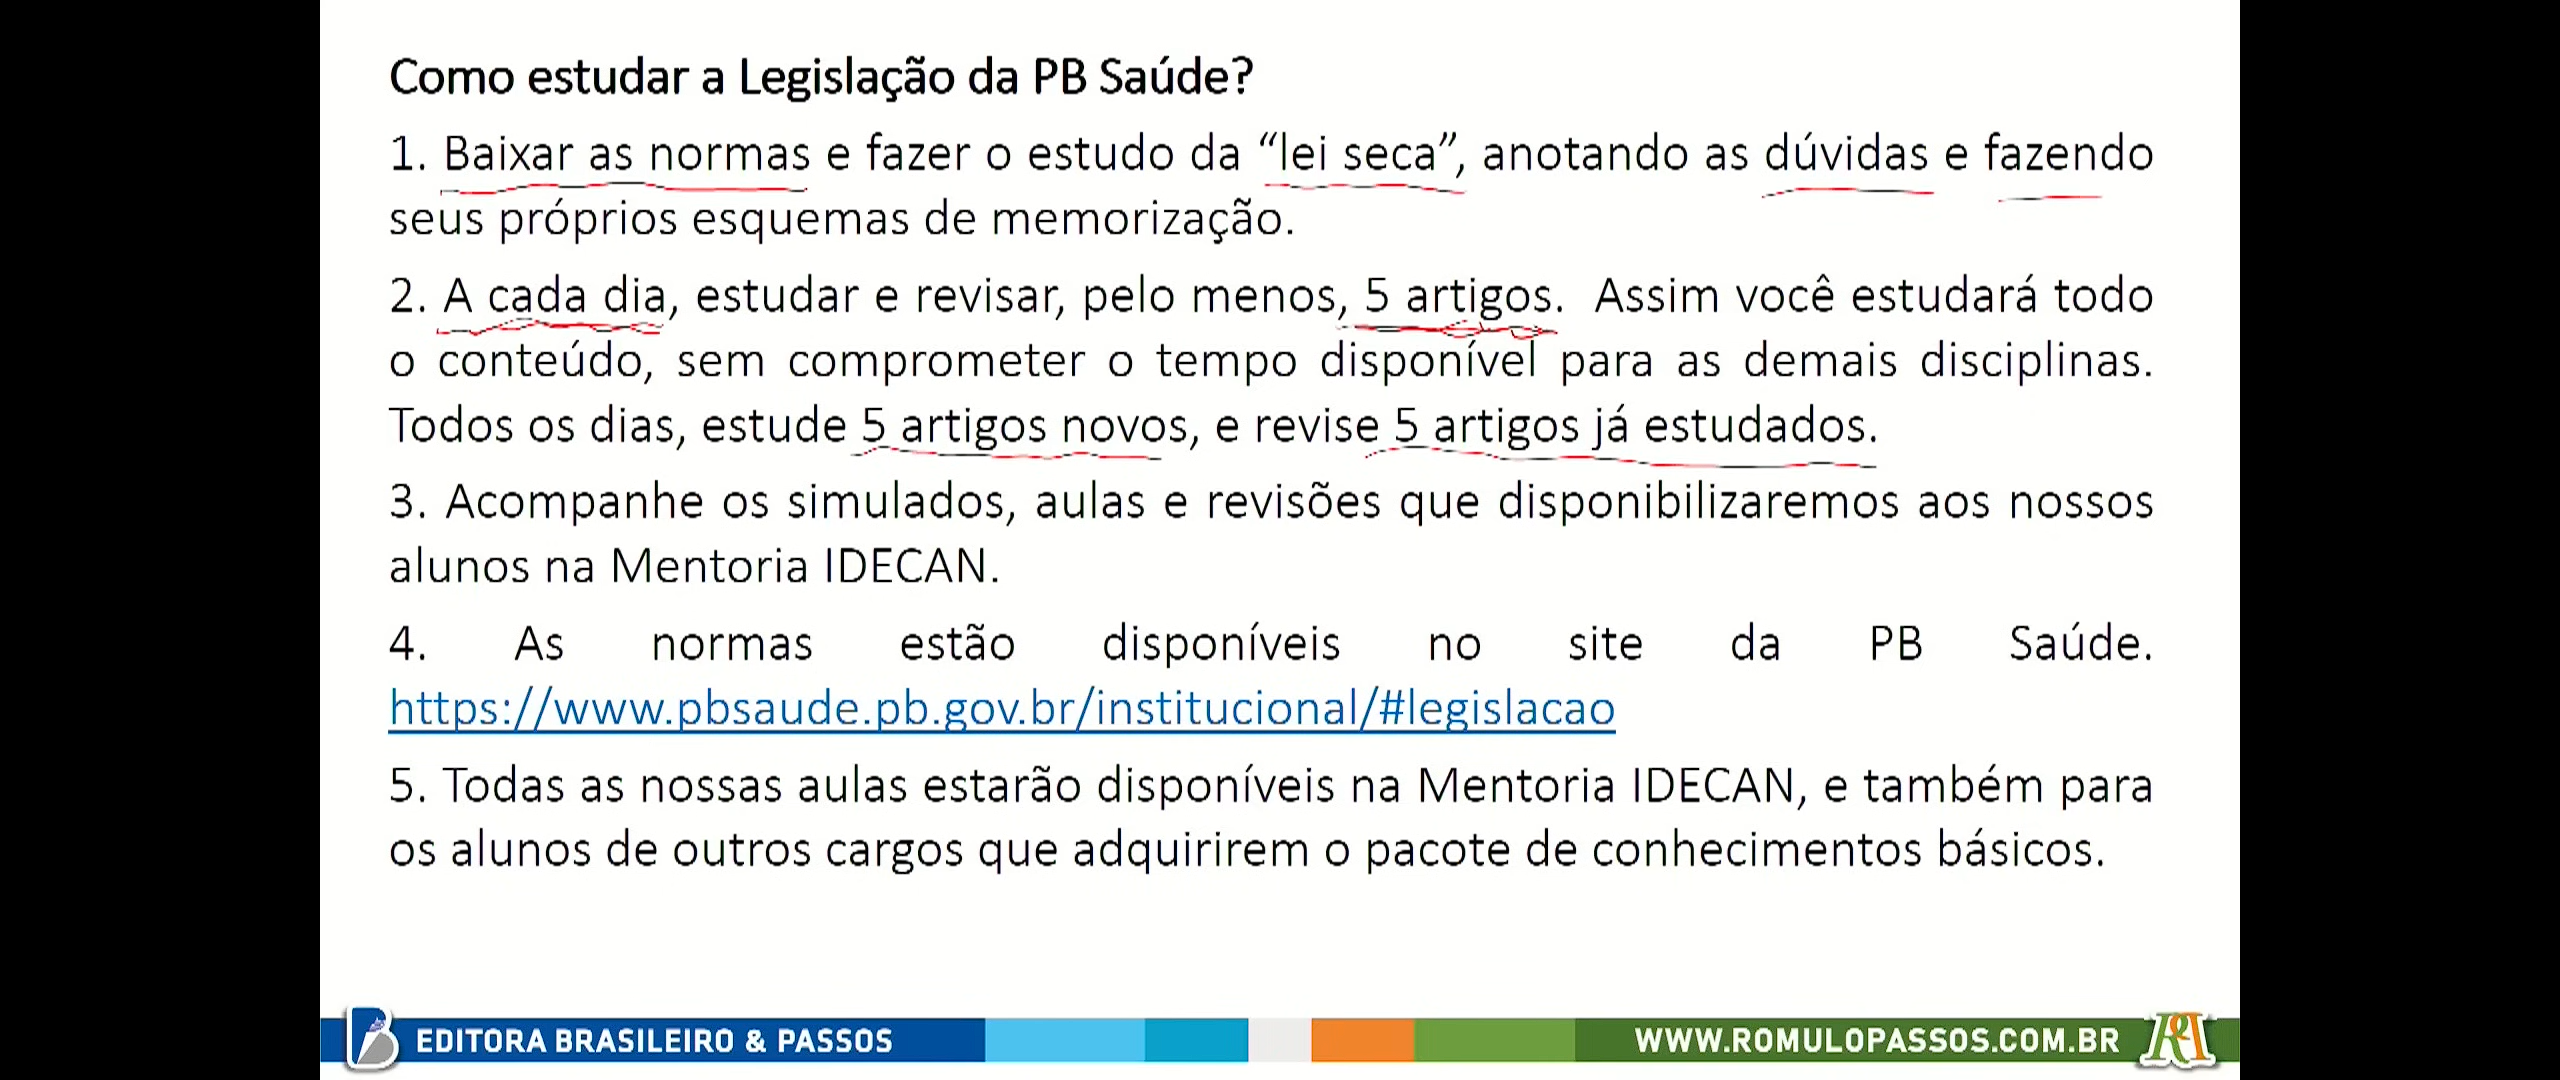 Como estudar a Legislação da PB Saúde?
1. Baixar as normas e fazer o estudo da “lei seca”, anotando as dúvidas e fazendo
seus próprios esquemas de memorização.
2. A cada dia, estudar e revisar, pelo menos, 5 artigos. Assim você estudará todo
o conteúdo, sem comprometer o tempo disponível para as demais disciplinas.
Todos os dias, estude 5 artigos novos, e revise 5 artigos já estudados.
3. Acompanhe os simulados, aulas e revisões que disponibilizaremos aos nossos
alunos na Mentoria IDECAN.
4. As normas estão disponíveis no site da PB Saúde.
https://www.pbsaude.pb.gov.br/institucional/#legislacao
5. Todas as nossas aulas estarão disponíveis na Mentoria IDECAN, e também para
os alunos de outros cargos que adquirirem o pacote de conhecimentos básicos.
EDITORA BRASILEIRO & PASSOS
WWW.ROMULOPASSOS.COM.BR